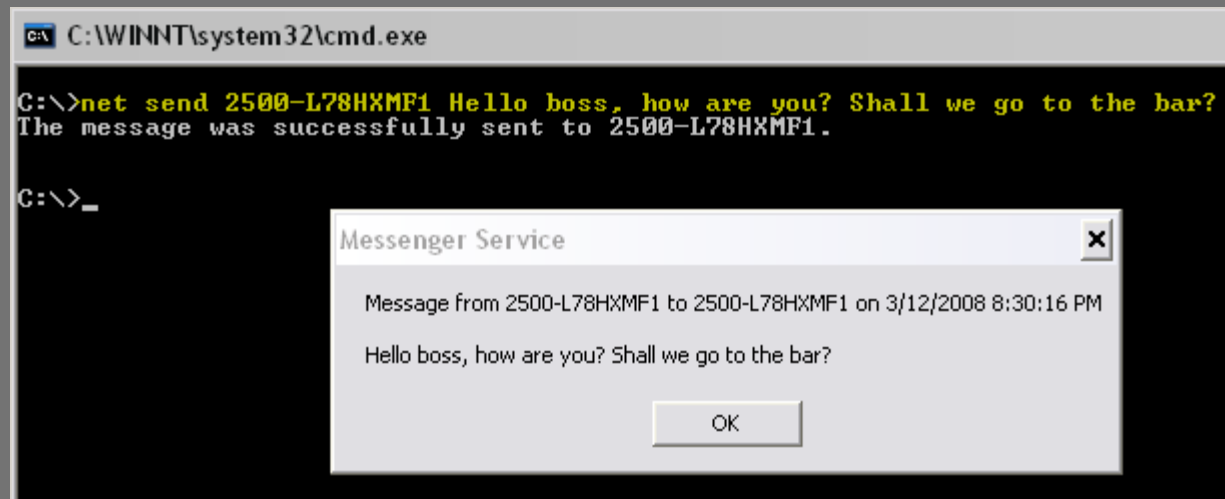 C:\WINNT\system32\cmd.exe
C:\>net send 2500-L78HXMF1 Hello boss, how are you? Shall we go to the bar?
The message was successfully sent to 2500-L78HXMF1.
C:\>_
Messenger Service
Message from 2500-L78HXMF1 to 2500-L78HXMF1 on 3/12/2008 8:30:16 PM
Hello boss, how are you? Shall we go to the bar?
OK